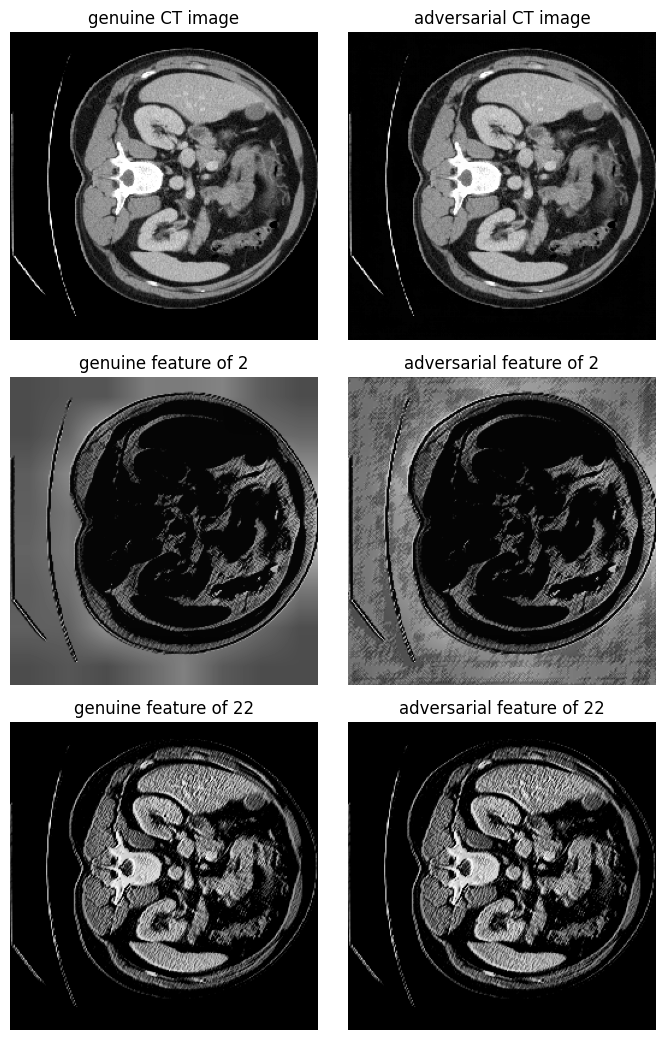 genuine CT image
adversarial CT image
genuine feature of 2
adversarial feature of 2
genuine feature of 22
adversarial feature of 22